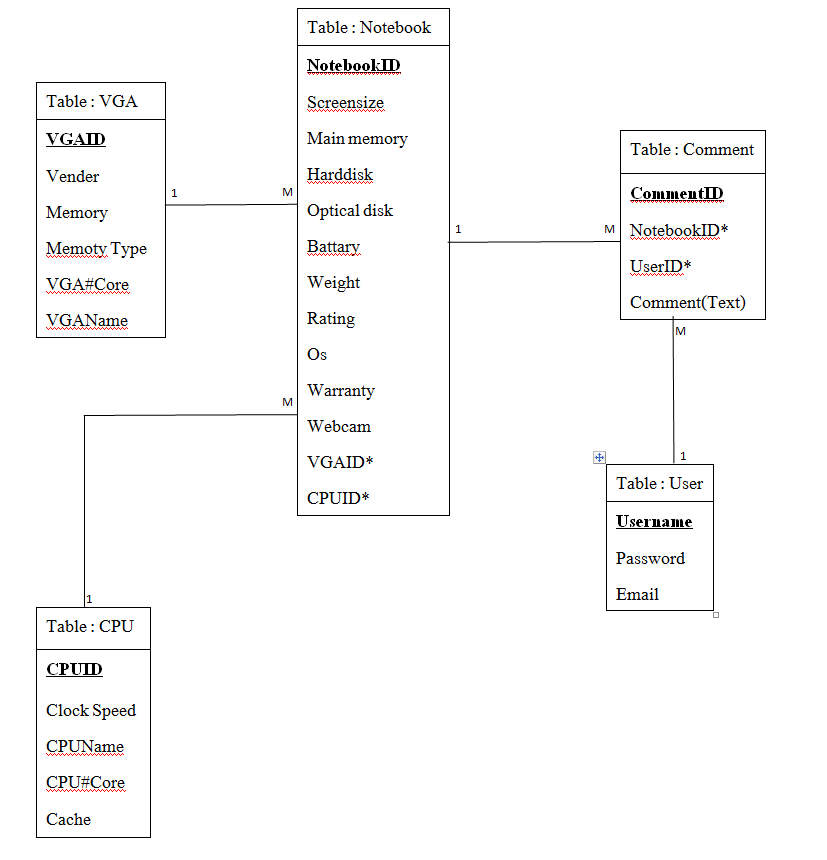 Table : Notebook
NotebookID
Screensize
Main memory
Harddisk
Optical disk
Battary
Weight
Rating
Os
Warranty
Webcam
VGAID*
CPUID*
Table : VGA
VGAID
Vender
Memory
Memoty Type
VGA#Core
VGAName
1
M
Table : Comment
CommentID
NotebookID*
UserID*
Comment(Text)
1
M
M
1
Table : User
Username
Password
Email
M
1
Table : CPU
CPUID
Clock Speed
CPUName
CPU#Core
Cache